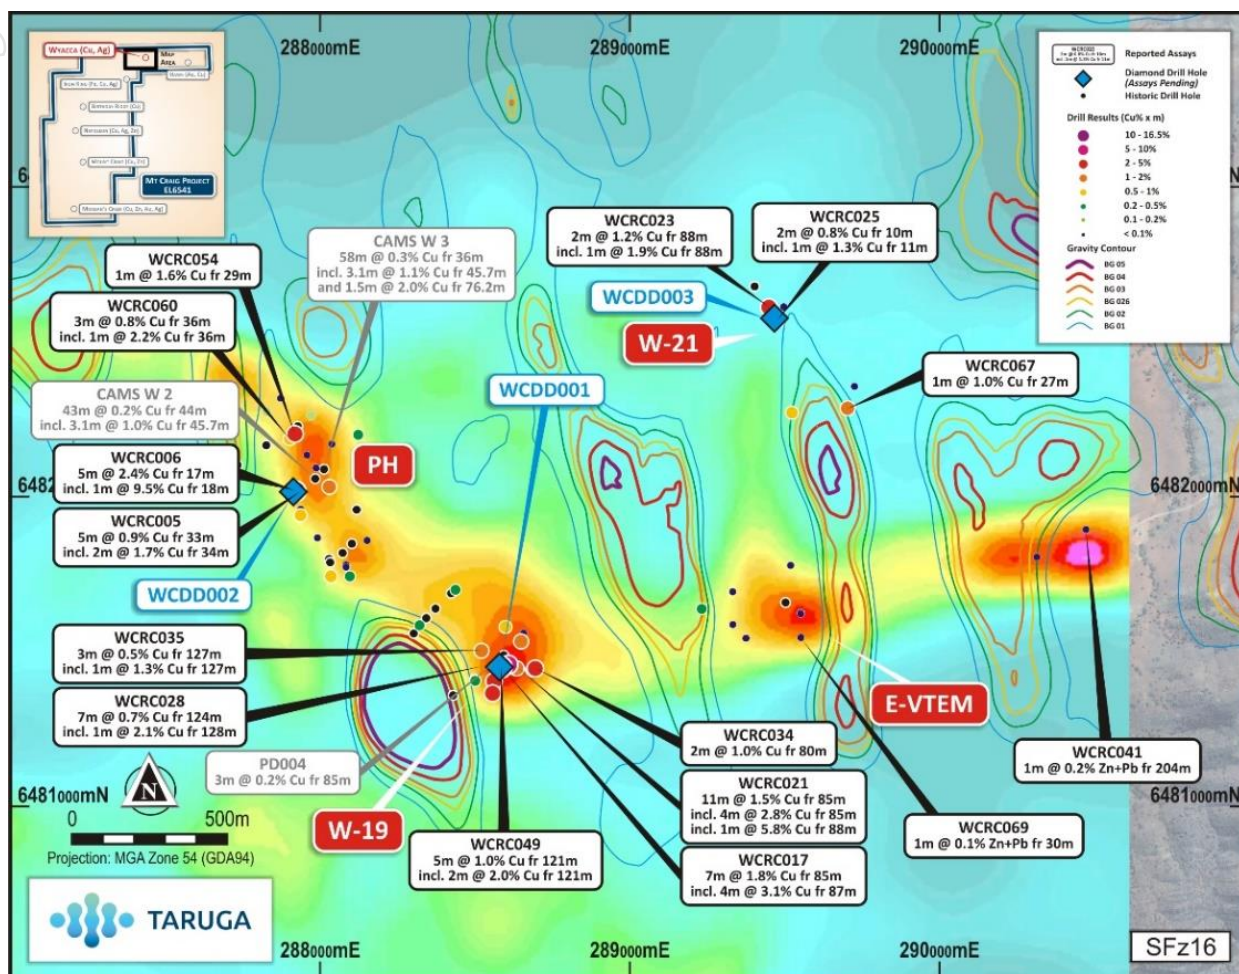 288000mE
289000mE
290000mE
WYACCA (CU, AG)
MAP
AREA
MT CRAIG PROJECT
EL6541
WCRC023
2m @ 1.2% Cu fr 88m
incl. 1m @ 1.9% Cu fr 88m
WCRC025
2m @ 0.8% Cu fr 10m
incl. 1m @ 1.3% Cu fr 11m
Reported Assays
Diamond Drill Hole
(Assays Pending)
Historic Drill Hole
Drill Results (Cu% x m)
10 - 16.5%
5 - 10%
2 - 5%
1 - 2%
0.5 - 1%
0.2 - 0.5%
0.1 - 0.2%
< 0.1%
Gravity Contour
BG 05
BG 04
BG 03
BG 026
BG 02
BG 01
CAMS W 3
58m @ 0.3% Cu fr 36m
incl. 3.1m @ 1.1% Cu fr 45.7m
and 1.5m @ 2.0% Cu fr 76.2m
WCRC054
1m @ 1.6% Cu fr 29m
WCRC060
3m @ 0.8% Cu fr 36m
incl. 1m @ 2.2% Cu fr 36m
WCDD003
W-21
CAMS W 2
43m @ 0.2% Cu fr 44m
incl. 3.1m @ 1.0% Cu fr 45.7m
WCDD001
WCRC067
1m @ 1.0% Cu fr 27m
PH
WCRC006
5m @ 2.4% Cu fr 17m
incl. 1m @ 9.5% Cu fr 18m
6482000mN
WCRC005
5m @ 0.9% Cu fr 33m
incl. 2m @ 1.7% Cu fr 34m
WCDD002
WCRC035
3m @ 0.5% Cu fr 127m
incl. 1m @ 1.3% Cu fr 127m
WCRC028
7m @ 0.7% Cu fr 124m
incl. 1m @ 2.1% Cu fr 128m
E-VTEM
PD004
3m @ 0.2% Cu fr 85m
WCRC034
2m @ 1.0% Cu fr 80m
WCRC041
1m @ 0.2% Zn+Pb fr 204m
WCRC021
11m @ 1.5% Cu fr 85m
incl. 4m @ 2.8% Cu fr 85m
incl. 1m @ 5.8% Cu fr 88m
6481000mN
6481000mN
N
0 500m
Projection: MGA Zone 54 (GDA94)
W-19
WCRC049
5m @ 1.0% Cu fr 121m
incl. 2m @ 2.0% Cu fr 121m
WCRC069
1m @ 0.1% Zn+Pb fr 30m
WCRC017
7m @ 1.8% Cu fr 85m
incl. 4m @ 3.1% Cu fr 87m
TARUGA
288000mE
289000mE
290000mE
SFz16